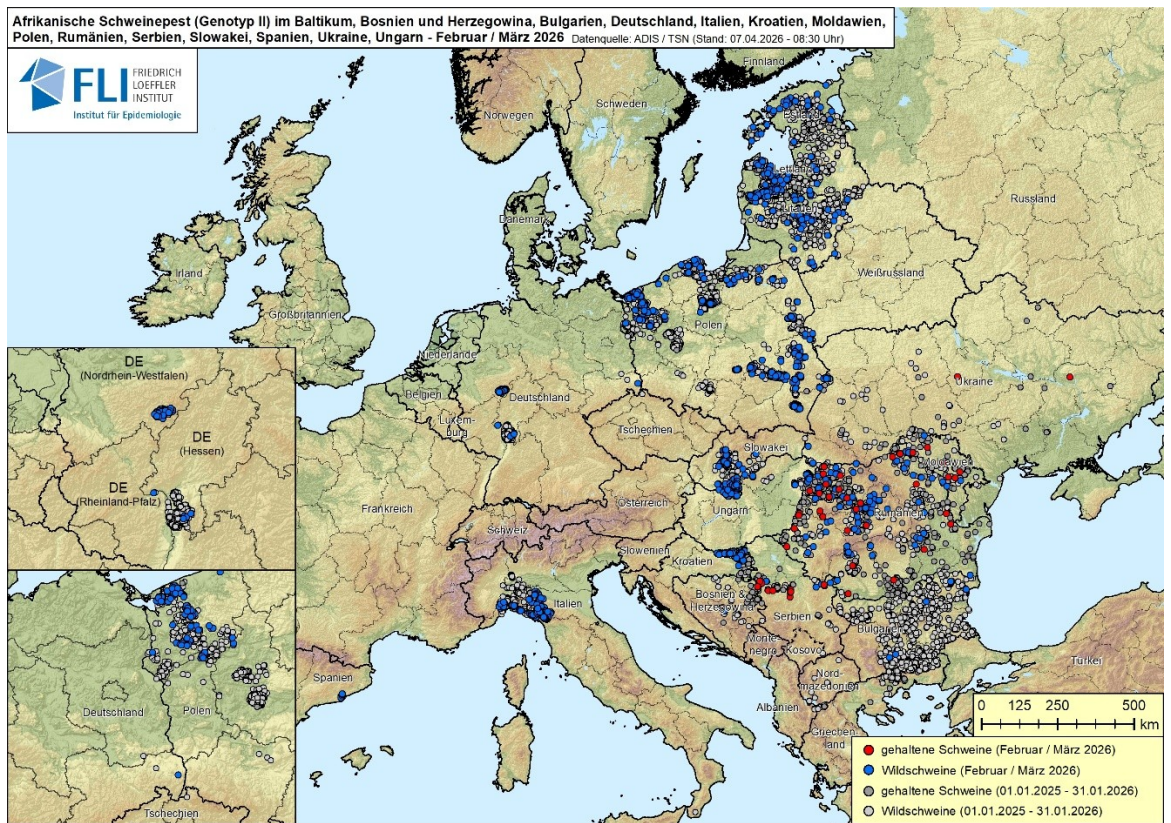 Afrikanische Schweinepest (Genotyp II) im Baltikum, Bosnien und Herzegowina, Bulgarien, Deutschland, Italien, Kroatien, Moldawien,
Polen, Rumänien, Serbien, Slowakei, Spanien, Ukraine, Ungarn - Februar / März 2026 Datenquelle: ADIS / TSN (Stand: 07.04.2026 - 08:30 Uhr)
FLI
FRIEDRICH
LOEFFLER
INSTITUT
Institut für Epidemiologie
Finnland
Norwegen
Schweden
Estland
Russland
Lettland
Litauen
Dänemark
Weißrussland
Irland
Großbritannien
Polen
Niederlande
Ukraine
Belgien
Deutschland
Luxem-
burg
Tschechien
Slowakei
Moldawien
Frankreich
Österreich
Ungarn
Rumänien
Schweiz
Slowenien
Kroatien
Italien
Bosnien &
Herzegowina
Serbien
Bulgarien
Monte-
negro
Kosovo
Nord-
mazedonien
Albanien
Griechen-
land
Türkei
Spanien
DE
(Nordrhein-Westfalen)
DE
(Hessen)
DE
(Rheinland-Pfalz)
Deutschland
Polen
Tschechien
0 125 250 500
km
gehaltene Schweine (Februar / März 2026)
Wildschweine (Februar / März 2026)
gehaltene Schweine (01.01.2025 - 31.01.2026)
Wildschweine (01.01.2025 - 31.01.2026)